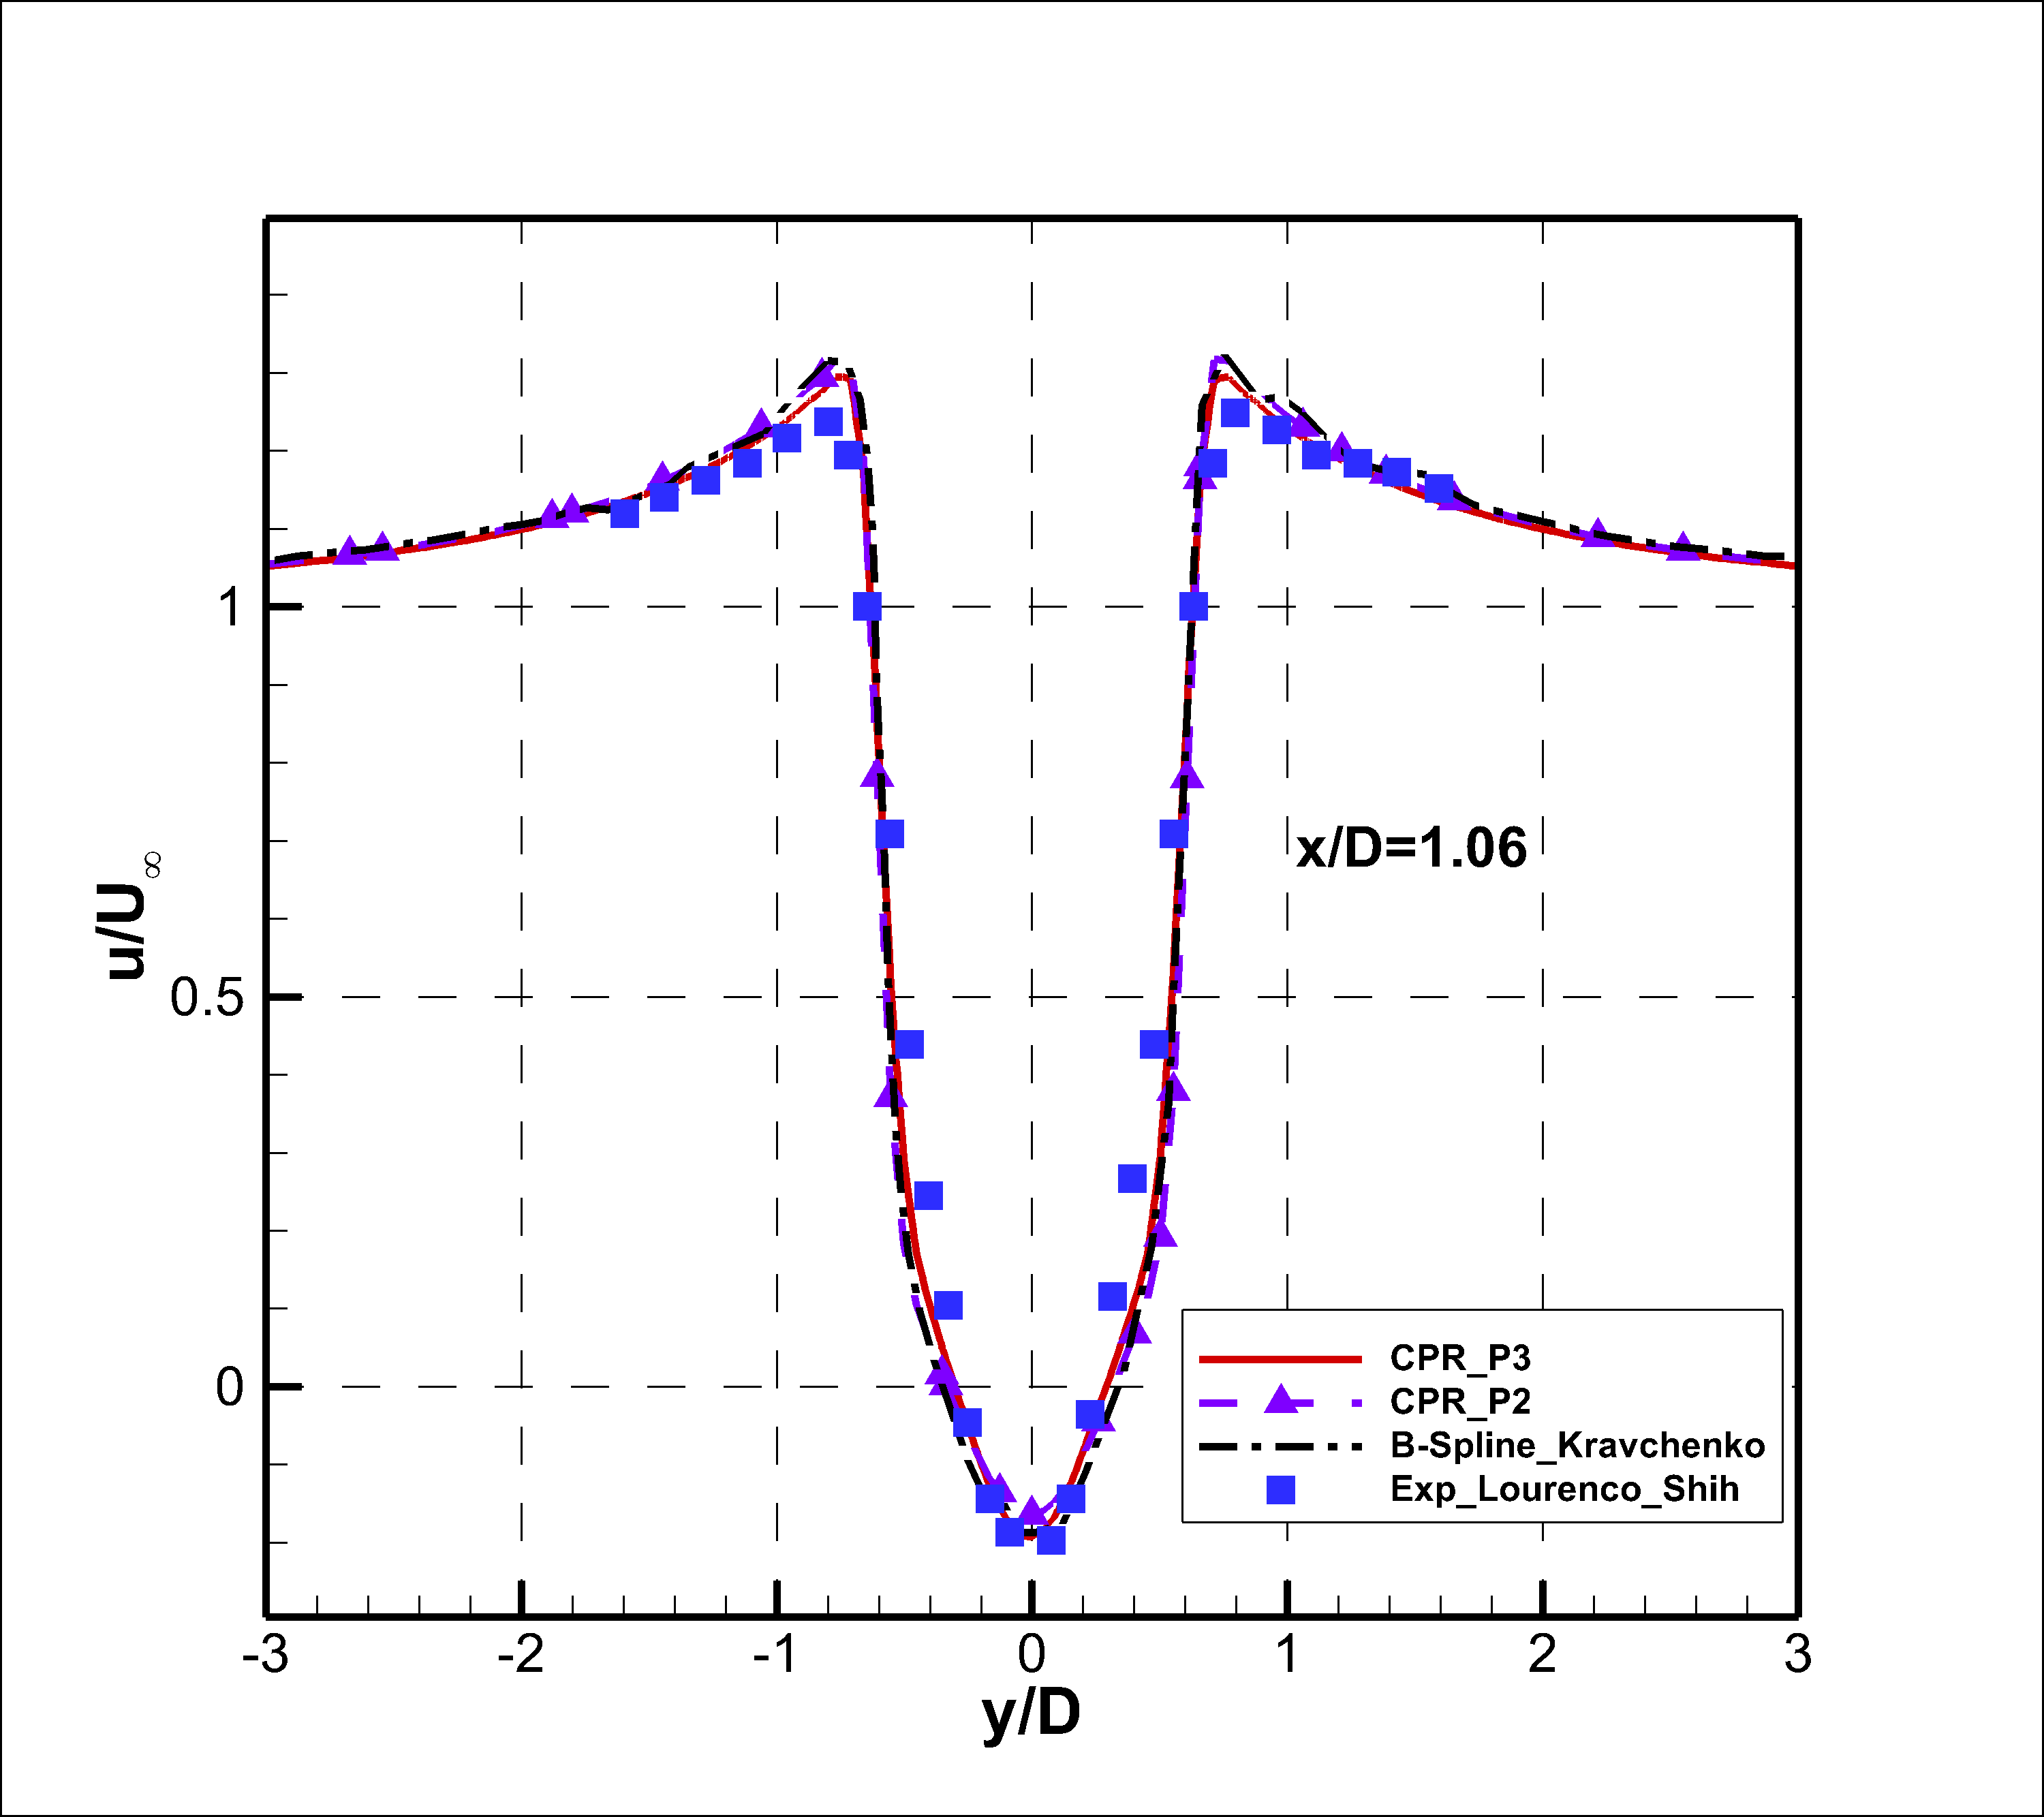 1
0.5
0
u/U∞
x/D=1.06
CPR_P3
CPR_P2
B-Spline_Kravchenko
Exp_Lourenco_Shih
-3 -2 -1 0 1 2 3
y/D